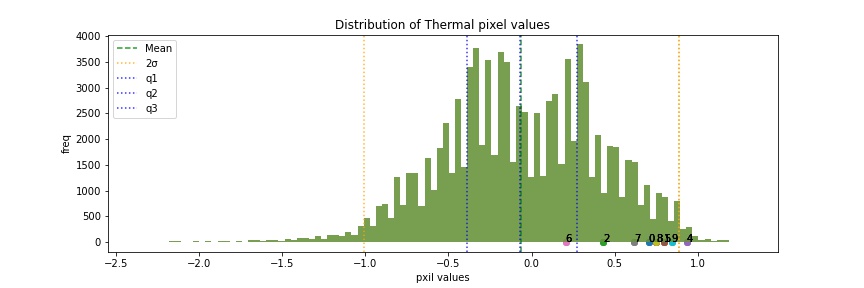 Distribution of Thermal pixel values
4000
3500
3000
2500
2000
1500
1000
500
0
freq
Mean
2σ
q1
q2
q3
6
2
7
0
9
4
−2.5
−2.0
−1.5
−1.0
−0.5
0.0
0.5
1.0
pxil values